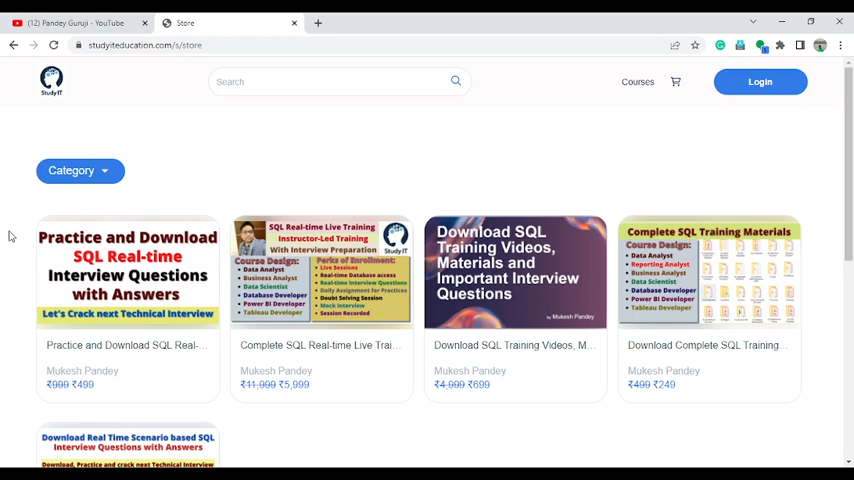 (12) Pandey Guruji - YouTube
Store
studyiteducation.com/s/store
Study IT
Search
Courses
Login
Category
Practice and Download
SQL Real-time
Interview Questions
with Answers
Let's Crack next Technical Interview
Practice and Download SQL Real-...
Mukesh Pandey
₹999 ₹499
SQL Real-time Live Training
Instructor-Led Training
With Interview Preparation
Study IT
Course Design:
Data Analyst
Business Analyst
Data Scientist
Database Developer
Power BI Developer
Tableau Developer
Perks of Enrollment:
Live Sessions
Real-time Database access
Real-time Interview Questions
Daily Assignment for Practices
Doubt Solving Session
Mock Interview
Session Recorded
Complete SQL Real-time Live Trai...
Mukesh Pandey
₹11,999 ₹5,999
Download SQL
Training Videos,
Materials and
Important Interview
Questions
by Mukesh Pandey
Download SQL Training Videos, M...
Mukesh Pandey
₹4,999 ₹699
Complete SQL Training Materials
Course Design:
Data Analyst
Reporting Analyst
Business Analyst
Data Scientist
Database Developer
Power BI Developer
Tableau Developer
Download Complete SQL Training...
Mukesh Pandey
₹499 ₹249
Download Real Time Scenario based SQL
Interview Questions with Answers
Download, Practice and crack next Technical Interview